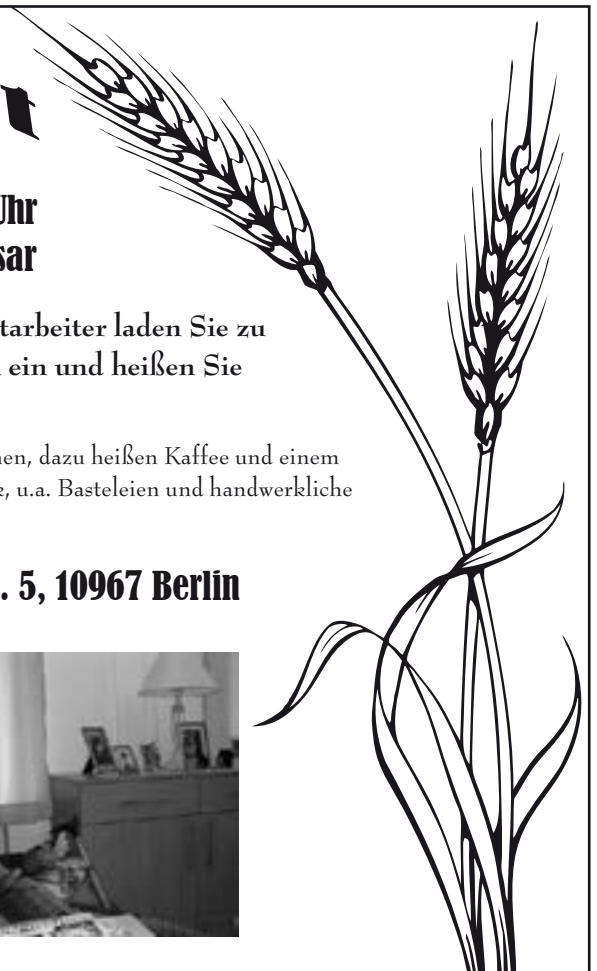 t
Uhr
sar
tarbeiter laden Sie zu
ein und heißen Sie
en, dazu heißen Kaffee und einem
k, u.a. Basteleien und handwerkliche
. 5, 10967 Berlin